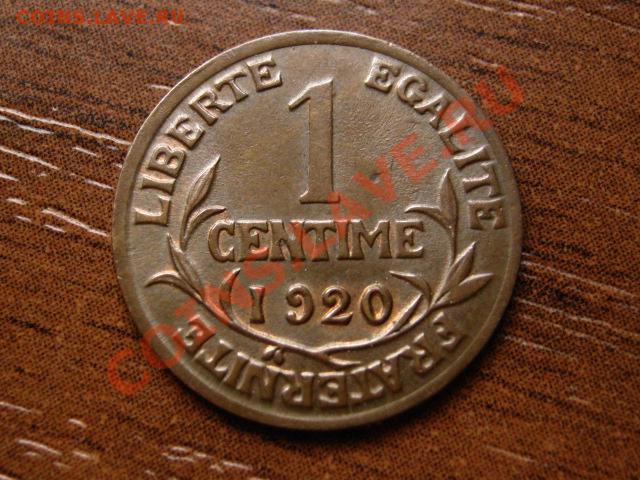 COINS.LAVE.RU
LIBERTE EGALITE
1
CENTIME
1920
FRATERNITE
COINS.LAVE.RU